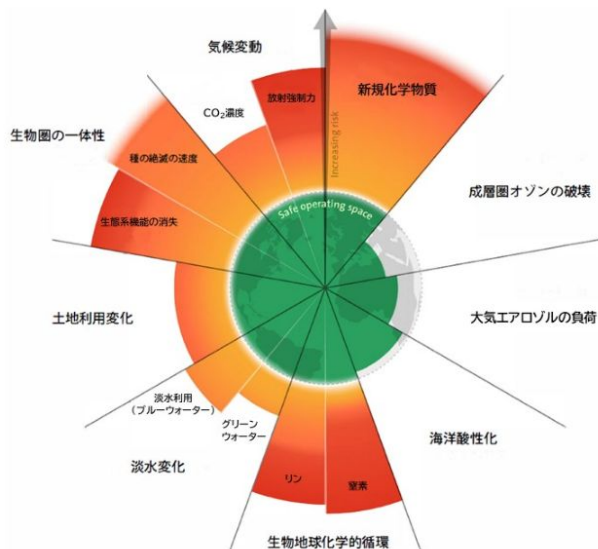 気候変動
放射強制力
新規化学物質
CO₂濃度
Increasing risk
生物圏の一体性
種の絶滅の速度
生態系機能の消失
Safe operating space
成層圏オゾンの破壊
土地利用変化
大気エアロゾルの負荷
淡水利用
(ブルーウォーター)
グリーン
ウォーター
海洋酸性化
淡水変化
リン
窒素
生物地球化学的循環